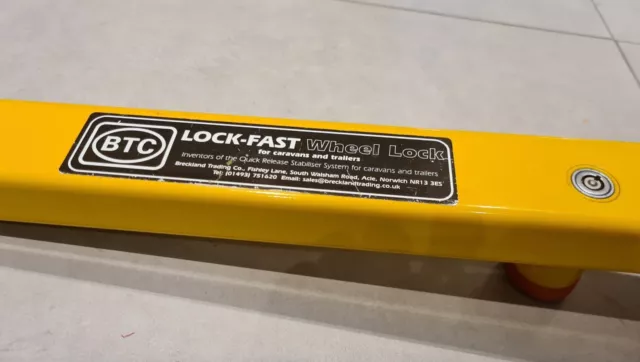 BTC
LOCK-FAST Wheel Lock
for caravans and trailers
Inventors of the Quick Release Stabiliser System for caravans and trailers
Breckland Trading Co., Pixney Lane, South Walsham Road, Acle, Norwich NR13 3ES
Tel: (01493) 751620 Email: sales@brecklandtrading.co.uk